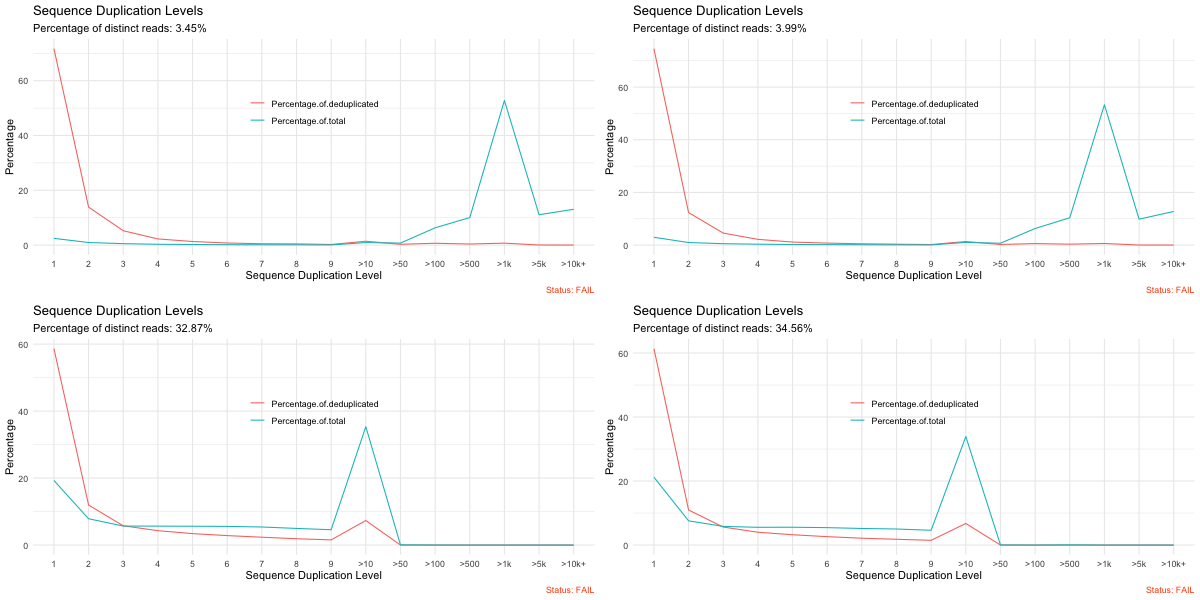 Sequence Duplication Levels
Percentage of distinct reads: 3.45%
Percentage
60
40
20
0
Percentage.of.deduplicated
Percentage.of.total
1 2 3 4 5 6 7 8 9 >10 >50 >100 >500 >1k >5k >10k+
Sequence Duplication Level
Status: FAIL
Sequence Duplication Levels
Percentage of distinct reads: 3.99%
Percentage
60
40
20
0
Percentage.of.deduplicated
Percentage.of.total
1 2 3 4 5 6 7 8 9 >10 >50 >100 >500 >1k >5k >10k+
Sequence Duplication Level
Status: FAIL
Sequence Duplication Levels
Percentage of distinct reads: 32.87%
Percentage
60
40
20
0
Percentage.of.deduplicated
Percentage.of.total
1 2 3 4 5 6 7 8 9 >10 >50 >100 >500 >1k >5k >10k+
Sequence Duplication Level
Status: FAIL
Sequence Duplication Levels
Percentage of distinct reads: 34.56%
Percentage
60
40
20
0
Percentage.of.deduplicated
Percentage.of.total
1 2 3 4 5 6 7 8 9 >10 >50 >100 >500 >1k >5k >10k+
Sequence Duplication Level
Status: FAIL